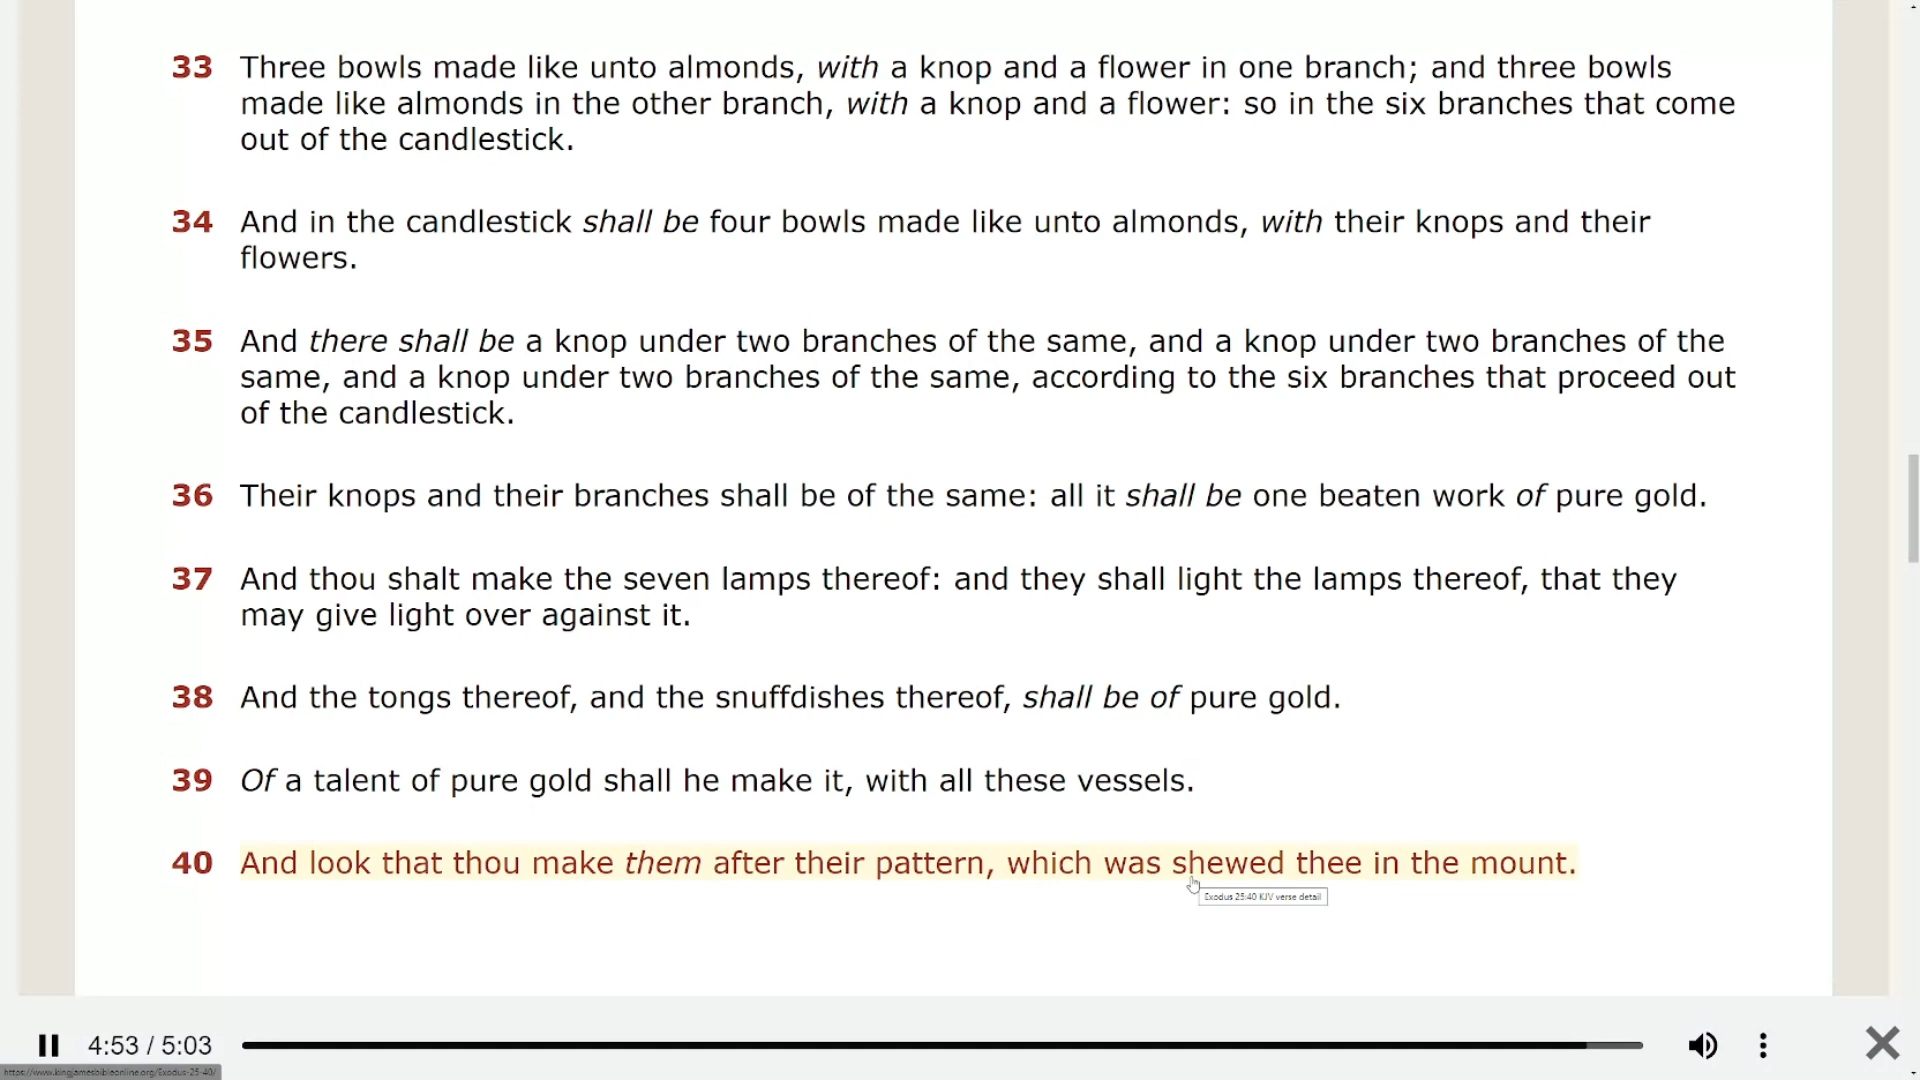 33 Three bowls made like unto almonds, with a knop and a flower in one branch; and three bowls
made like almonds in the other branch, with a knop and a flower: so in the six branches that come
out of the candlestick.
34 And in the candlestick shall be four bowls made like unto almonds, with their knops and their
flowers.
35 And there shall be a knop under two branches of the same, and a knop under two branches of the
same, and a knop under two branches of the same, according to the six branches that proceed out
of the candlestick.
36 Their knops and their branches shall be of the same: all it shall be one beaten work of pure gold.
37 And thou shalt make the seven lamps thereof: and they shall light the lamps thereof, that they
may give light over against it.
38 And the tongs thereof, and the snuffdishes thereof, shall be of pure gold.
39 Of a talent of pure gold shall he make it, with all these vessels.
40 And look that thou make them after their pattern, which was shewed thee in the mount.
Exodus 25:40 KJV verse detail
4:53 / 5:03
https://www.kingjamesbibleonline.org/Exodus-25-40/